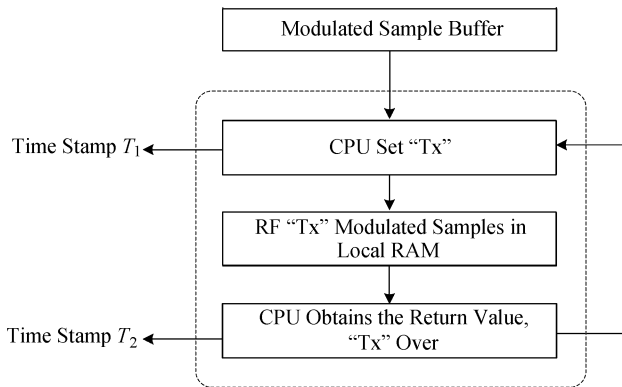 Modulated Sample Buffer
Time Stamp T1
CPU Set “Tx”
RF “Tx” Modulated Samples in
Local RAM
Time Stamp T2
CPU Obtains the Return Value,
“Tx” Over